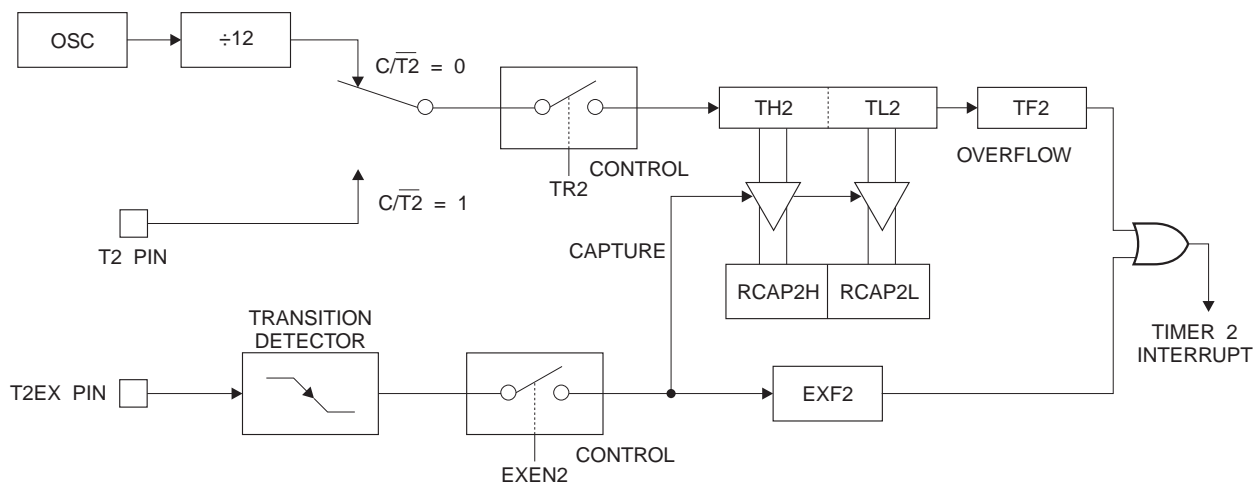 OSC
÷12
C/T2 = 0
TH2
TL2
TF2
OVERFLOW
CONTROL
TR2
C/T2 = 1
T2 PIN
CAPTURE
RCAP2H
RCAP2L
TRANSITION
DETECTOR
TIMER 2
INTERRUPT
T2EX PIN
EXF2
CONTROL
EXEN2